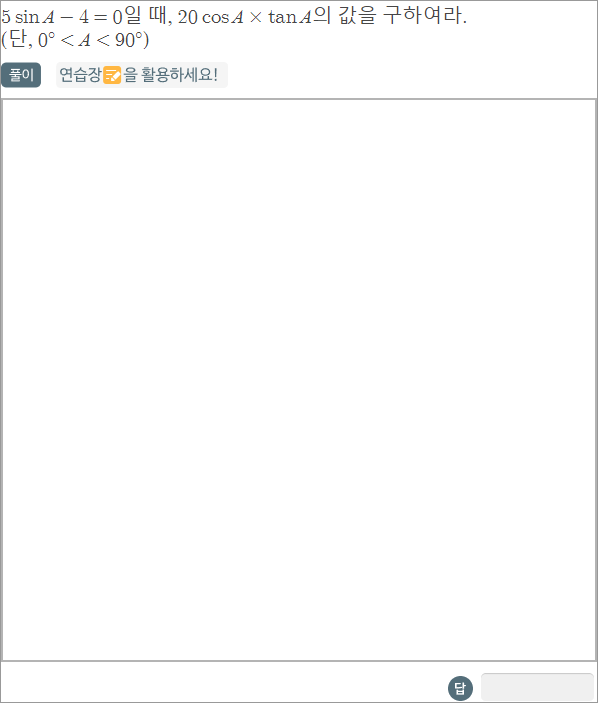 5 sin A − 4 = 0일 때, 20 cos A × tan A의 값을 구하여라.
(단, 0° < A < 90°)
풀이 연습장을 활용하세요!
답